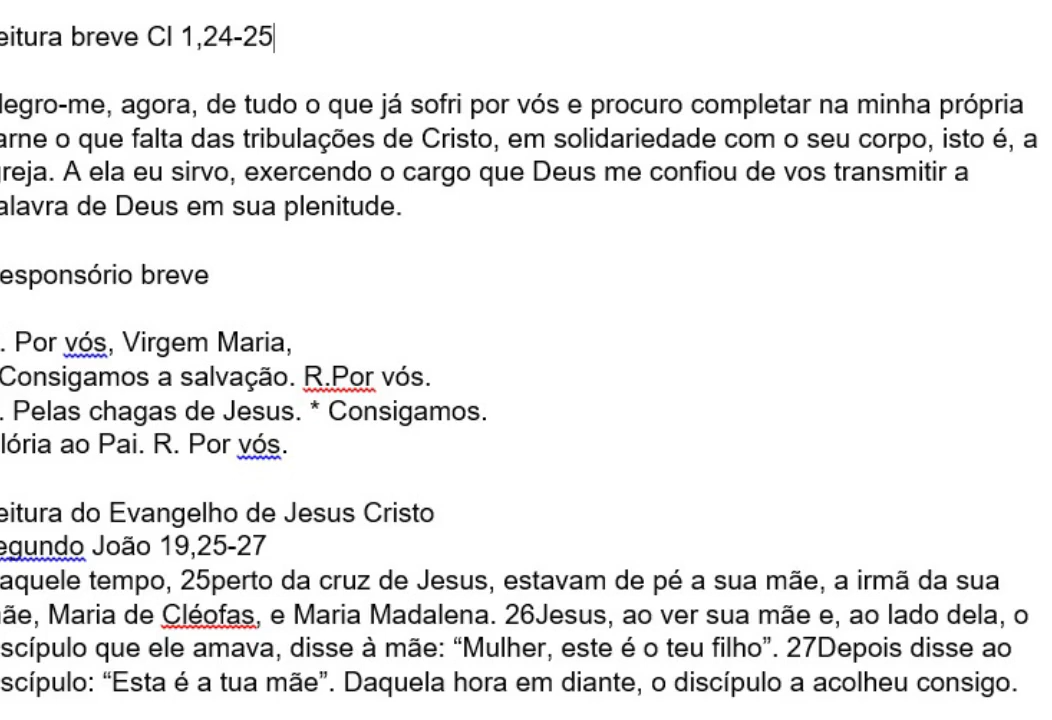 eitura breve Cl 1,24-25
legro-me, agora, de tudo o que já sofri por vós e procuro completar na minha própria
arne o que falta das tribulações de Cristo, em solidariedade com o seu corpo, isto é, a
greja. A ela eu sirvo, exercendo o cargo que Deus me confiou de vos transmitir a
alavra de Deus em sua plenitude.
esponsório breve
. Por vós, Virgem Maria,
Consigamos a salvação. R.Por vós.
. Pelas chagas de Jesus. * Consigamos.
lória ao Pai. R. Por vós.
eitura do Evangelho de Jesus Cristo
egundo João 19,25-27
aquele tempo, 25perto da cruz de Jesus, estavam de pé a sua mãe, a irmã da sua
ãe, Maria de Cléofas, e Maria Madalena. 26Jesus, ao ver sua mãe e, ao lado dela, o
scípulo que ele amava, disse à mãe: “Mulher, este é o teu filho”. 27Depois disse ao
scípulo: “Esta é a tua mãe”. Daquela hora em diante, o discípulo a acolheu consigo.